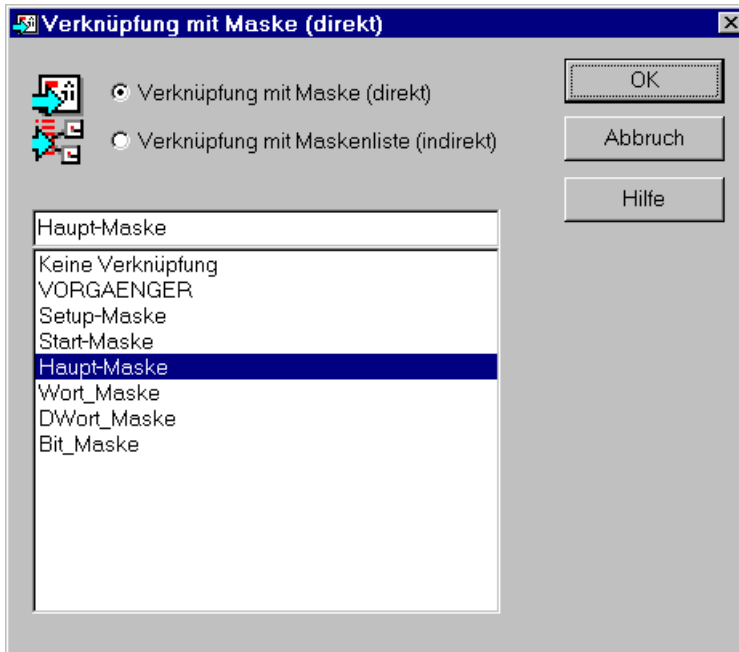 Verknüpfung mit Maske (direkt)
Verknüpfung mit Maske (direkt)
Verknüpfung mit Maskenliste (indirekt)
OK
Abbruch
Hilfe
Haupt-Maske
Keine Verknüpfung
VORGAENGER
Setup-Maske
Start-Maske
Haupt-Maske
Wort_Maske
DWort_Maske
Bit_Maske